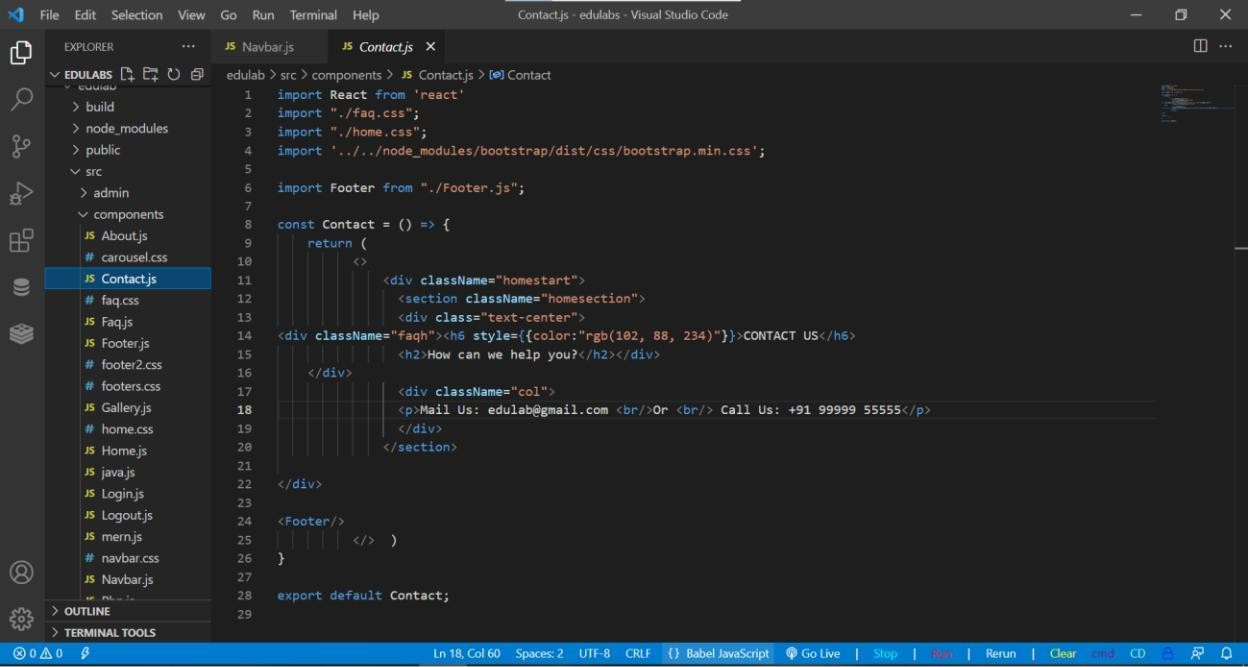 File Edit Selection View Go Run Terminal Help
Contact.js - edulabs - Visual Studio Code
EXPLORER
EDULABS
edulab
build
node_modules
public
src
admin
components
JS About.js
# carousel.css
JS Contact.js
# faq.css
JS Faq.js
JS Footer.js
# footer2.css
# footers.css
JS Gallery.js
# home.css
JS Home.js
JS java.js
JS Login.js
JS Logout.js
JS mern.js
# navbar.css
JS Navbar.js
OUTLINE
TERMINAL TOOLS
JS Navbar.js JS Contact.js
edulab > src > components > JS Contact.js > Contact
1 import React from 'react'
2 import "./faq.css";
3 import "./home.css";
4 import '../../node_modules/bootstrap/dist/css/bootstrap.min.css';
5
6 import Footer from "./Footer.js";
7
8 const Contact = () => {
9 return (
10 <>
11 <div className="homestart">
12 <section className="homesection">
13 <div class="text-center">
14 <div className="faqh"><h6 style={{color:"rgb(102, 88, 234)"}}>CONTACT US</h6>
15 <h2>How can we help you?</h2></div>
16 </div>
17 <div className="col">
18 <p>Mail Us: edulab@gmail.com <br/>Or <br/> Call Us: +91 99999 55555</p>
19 </div>
20 </section>
21
22 </div>
23
24 <Footer/>
25 </> )
26 }
27
28 export default Contact;
29
0 0 Ln 18, Col 60 Spaces: 2 UTF-8 CRLF {} Babel JavaScript Go Live | Stop | Run | Rerun | Clear cmd CD